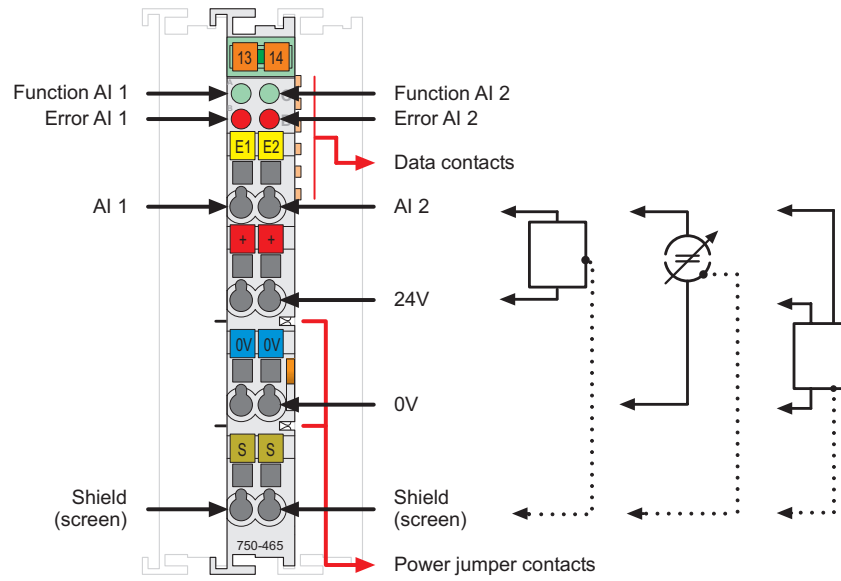 13 14
Function AI 1
Function AI 2
A
C
Error AI 1
Error AI 2
B
E1 E2
Data contacts
AI 1
AI 2
+ +
24V
0V 0V
0V
S S
Shield
(screen)
Shield
(screen)
750-465
Power jumper contacts